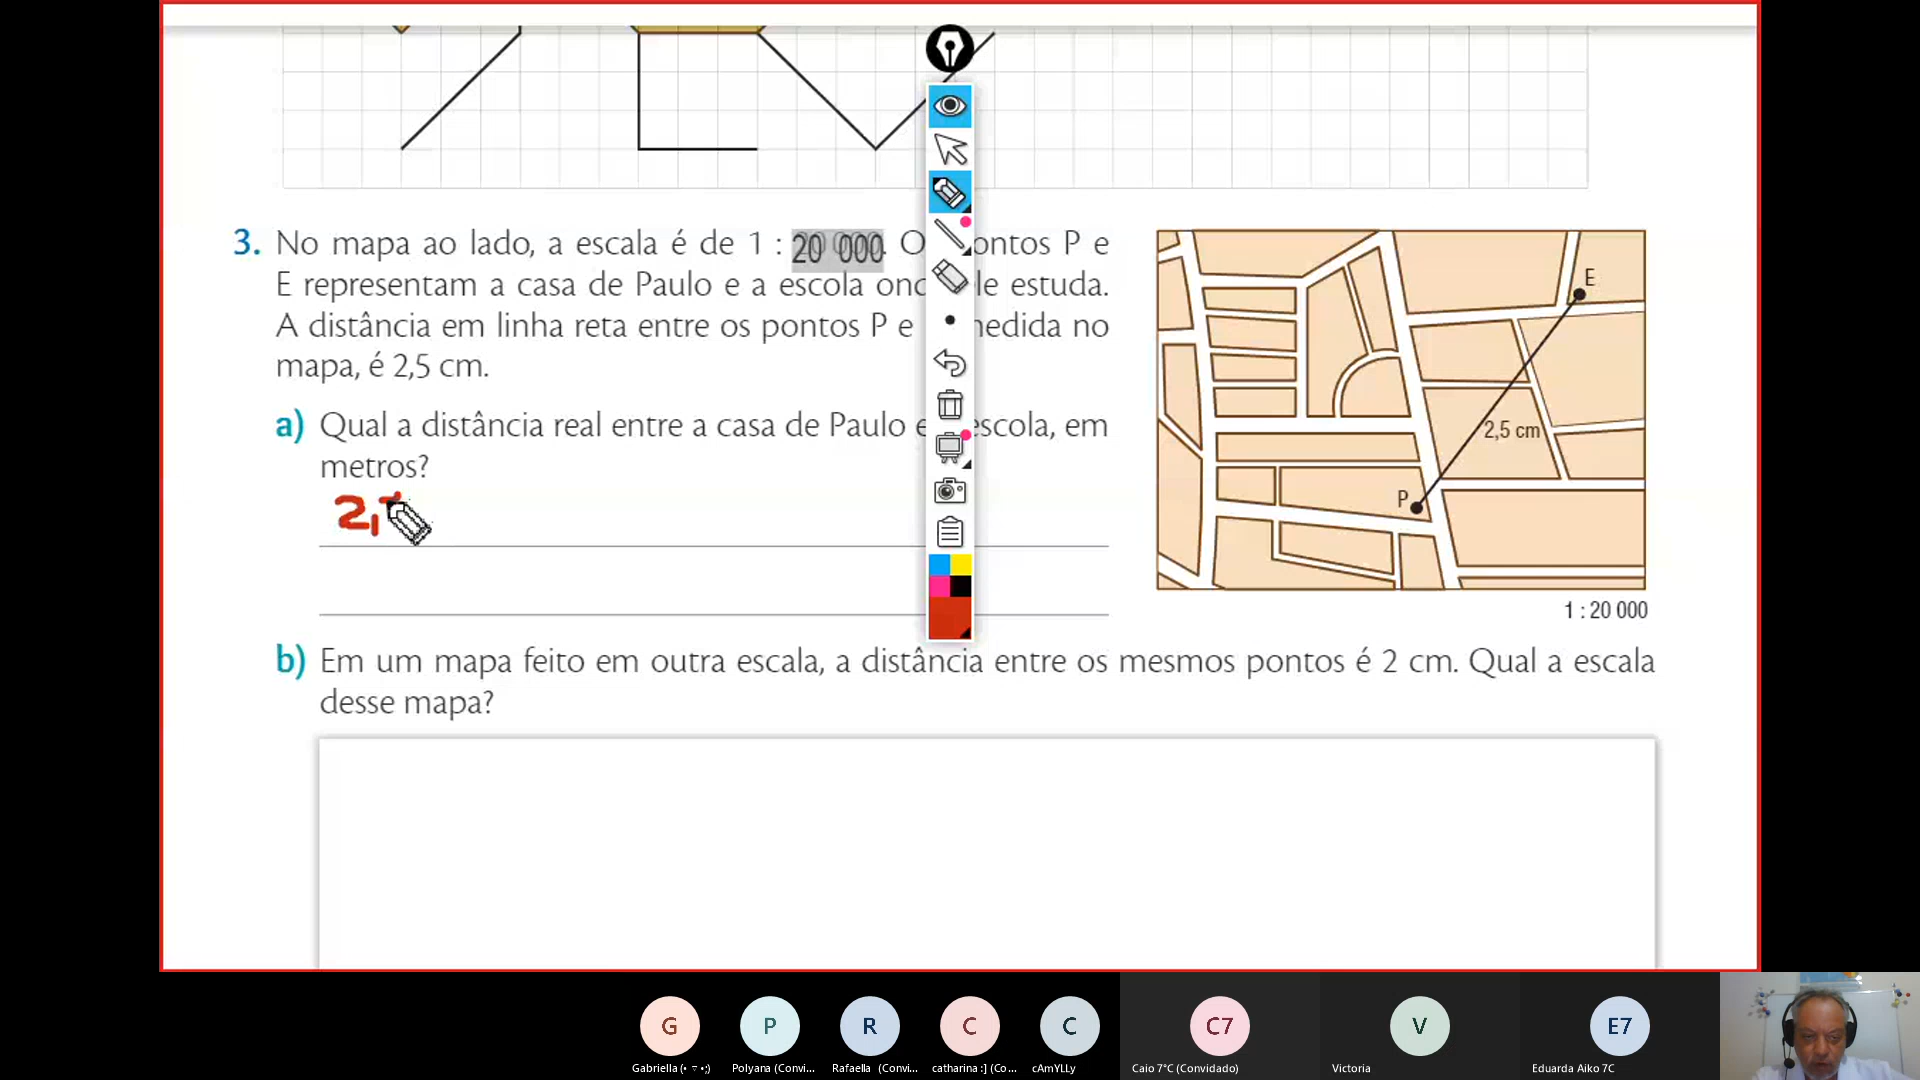 3. No mapa ao lado, a escala é de 1 : 20 000. O ontos P e
E representam a casa de Paulo e a escola ond le estuda.
A distância em linha reta entre os pontos P e medida no
mapa, é 2,5 cm.
a) Qual a distância real entre a casa de Paulo e escola, em
metros?
2,
E
2,5 cm
P
1 : 20 000
b) Em um mapa feito em outra escala, a distância entre os mesmos pontos é 2 cm. Qual a escala
desse mapa?
G P R C C C7 V E7
Gabriella (• ▿ •;) Polyana (Convi... Rafaella (Convi... catharina :] (Co... cAmYLLy Caio 7°C (Convidado) Victoria Eduarda Aiko 7C